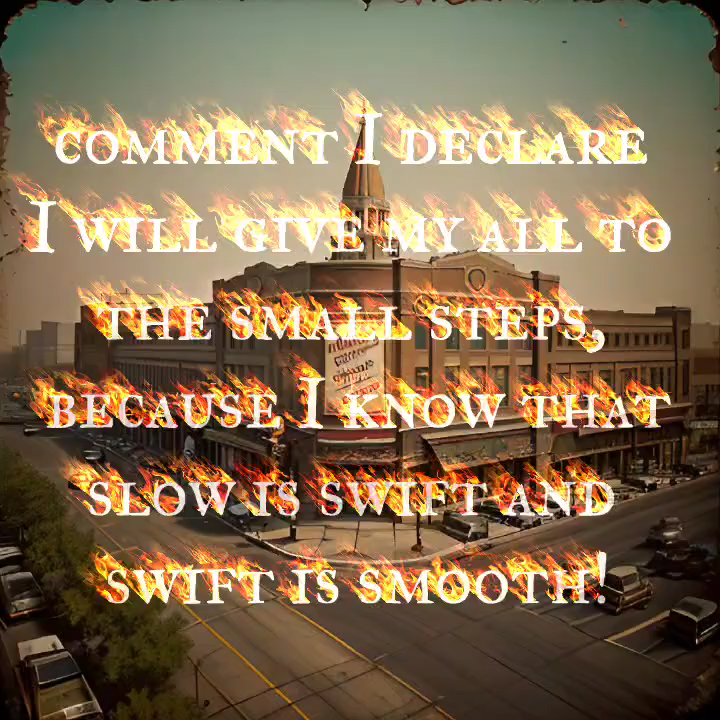 comment I declare
I will give my all to
the small steps,
because I know that
slow is swift and
swift is smooth!